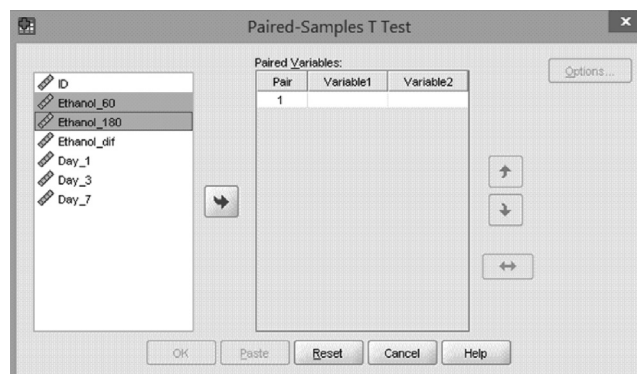 Paired-Samples T Test
x
Paired Variables:
ID
Ethanol_60
Ethanol_180
Ethanol_dif
Day_1
Day_3
Day_7
Pair Variable1 Variable2
1
Options...
OK Paste Reset Cancel Help